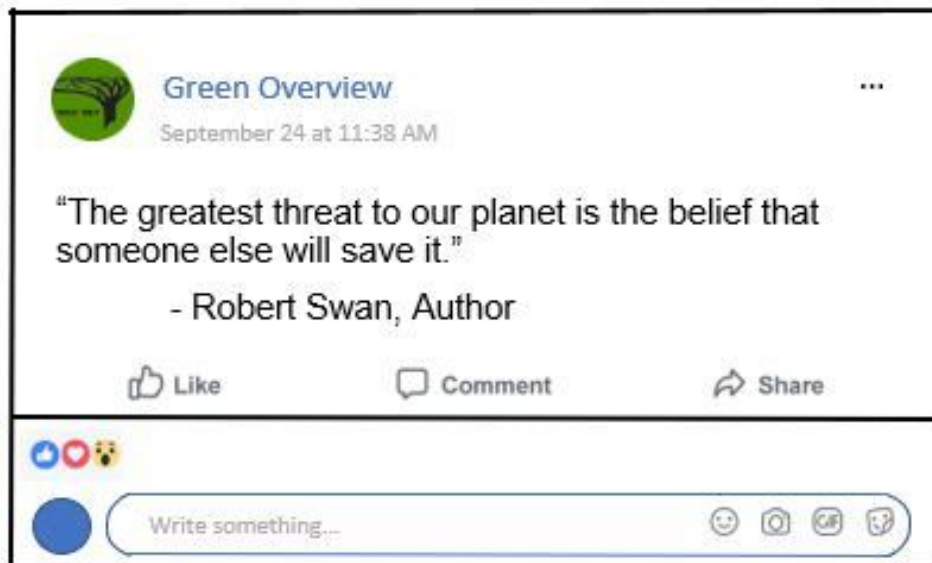 Green Overview
...
September 24 at 11:38 AM
“The greatest threat to our planet is the belief that
someone else will save it.”
- Robert Swan, Author
Like Comment Share
Write something... GIF